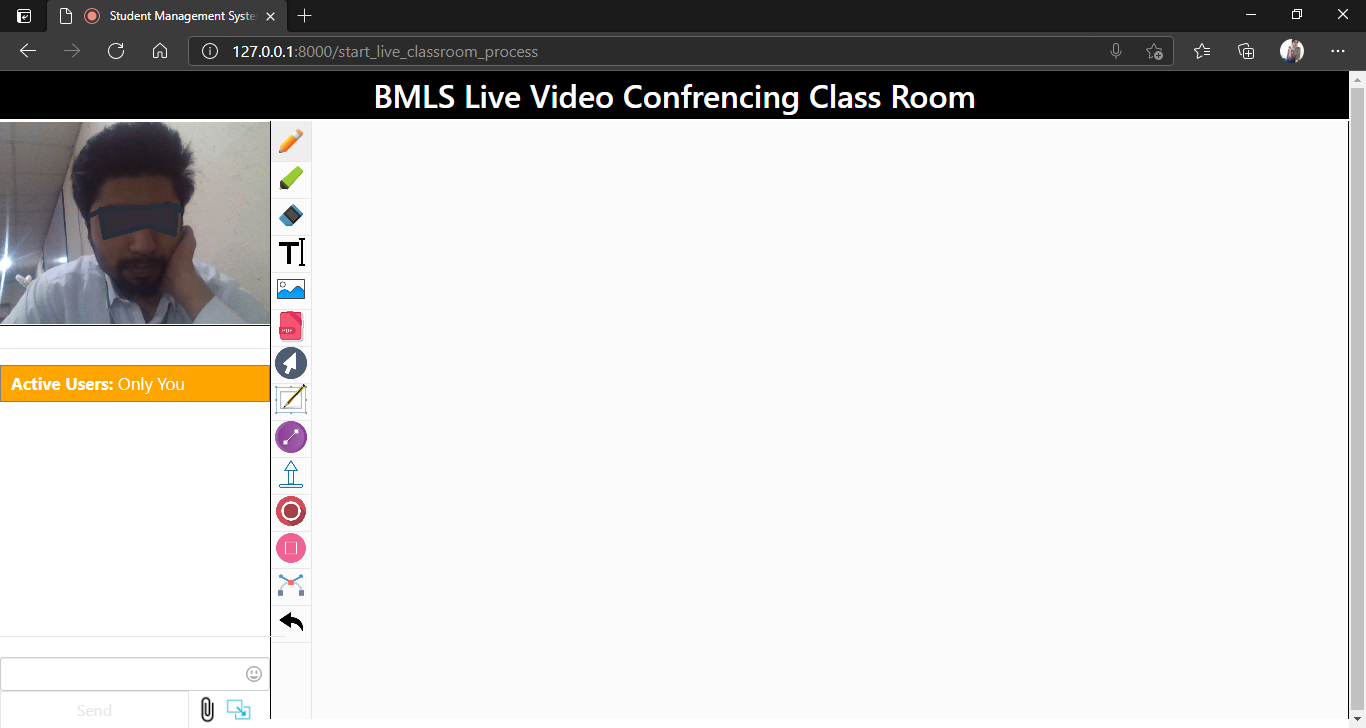 Student Management Syste
127.0.0.1:8000/start_live_classroom_process
BMLS Live Video Confrencing Class Room
T
PDF
Active Users: Only You
Send